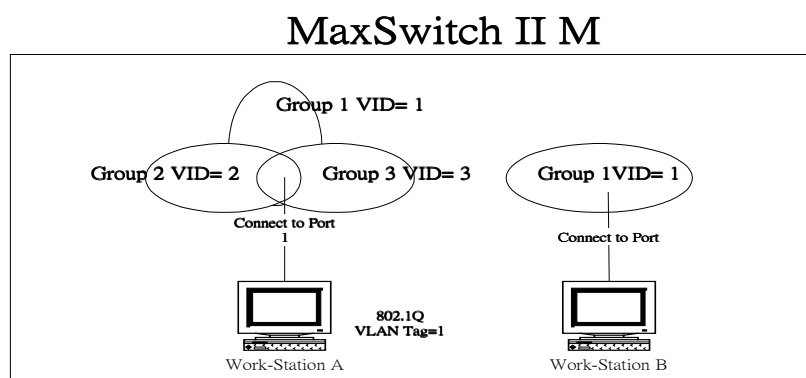 MaxSwitch II M
Group 1 VID= 1
Group 2 VID= 2
Group 3 VID= 3
Group 1VID= 1
Connect to Port
1
Connect to Port
802.1Q
VLAN Tag=1
Work-Station A
Work-Station B